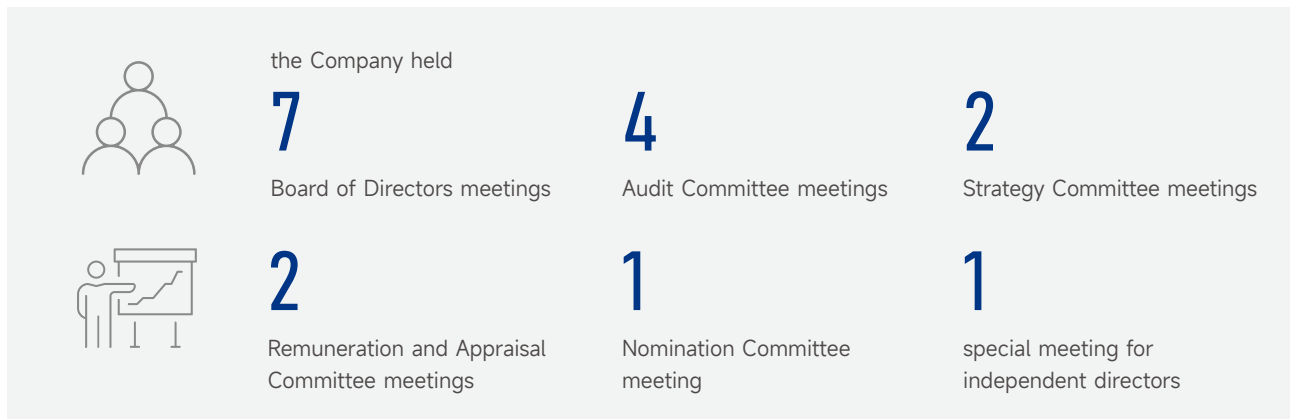 the Company held
7
Board of Directors meetings
4
Audit Committee meetings
2
Strategy Committee meetings
2
Remuneration and Appraisal
Committee meetings
1
Nomination Committee
meeting
1
special meeting for
independent directors